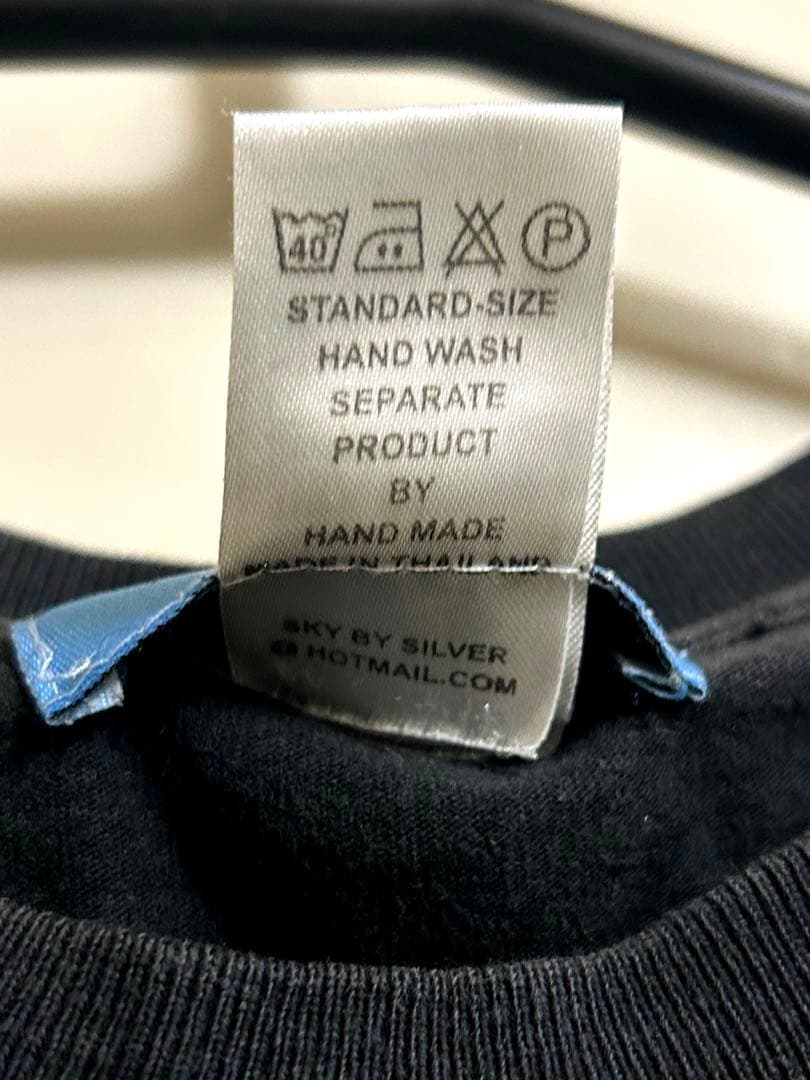 40° P
STANDARD-SIZE
HAND WASH
SEPARATE
PRODUCT
BY
HAND MADE
MADE IN THAILAND
SKY BY SILVER
@ HOTMAIL.COM